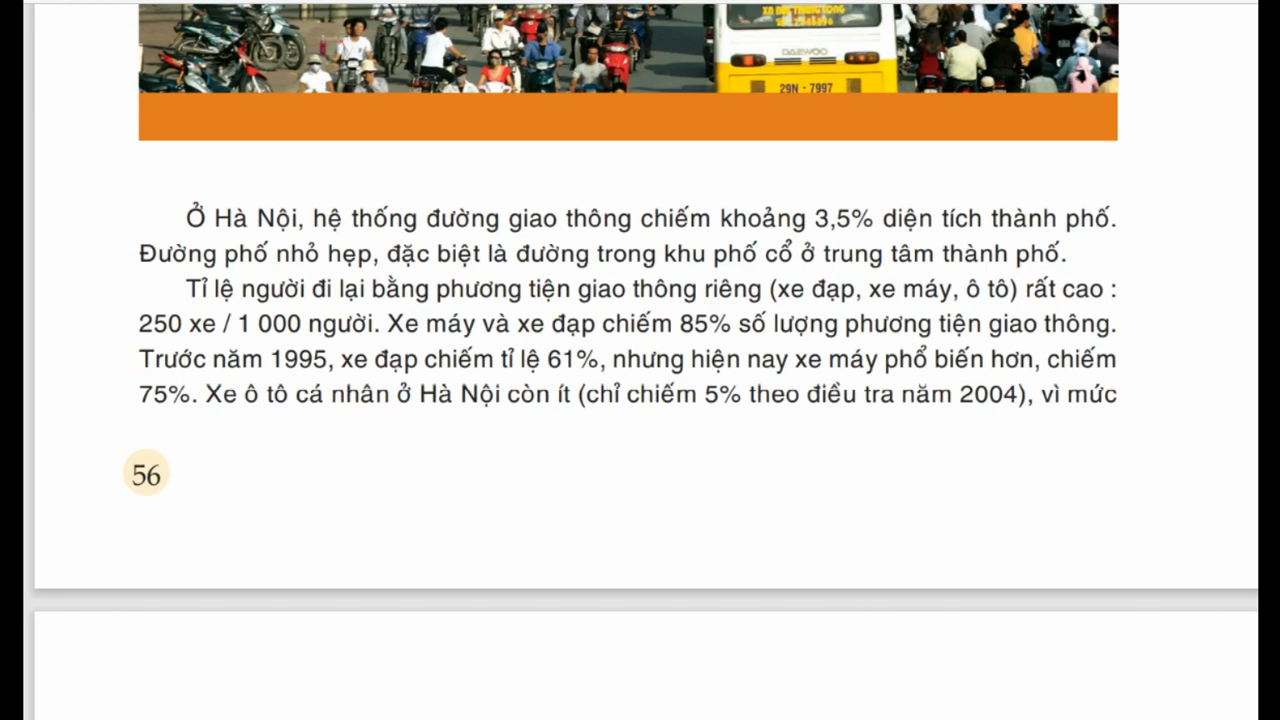 DAEWOO
29N - 7997
Ở Hà Nội, hệ thống đường giao thông chiếm khoảng 3,5% diện tích thành phố.
Đường phố nhỏ hẹp, đặc biệt là đường trong khu phố cổ ở trung tâm thành phố.
Tỉ lệ người đi lại bằng phương tiện giao thông riêng (xe đạp, xe máy, ô tô) rất cao :
250 xe / 1 000 người. Xe máy và xe đạp chiếm 85% số lượng phương tiện giao thông.
Trước năm 1995, xe đạp chiếm tỉ lệ 61%, nhưng hiện nay xe máy phổ biến hơn, chiếm
75%. Xe ô tô cá nhân ở Hà Nội còn ít (chỉ chiếm 5% theo điều tra năm 2004), vì mức
56